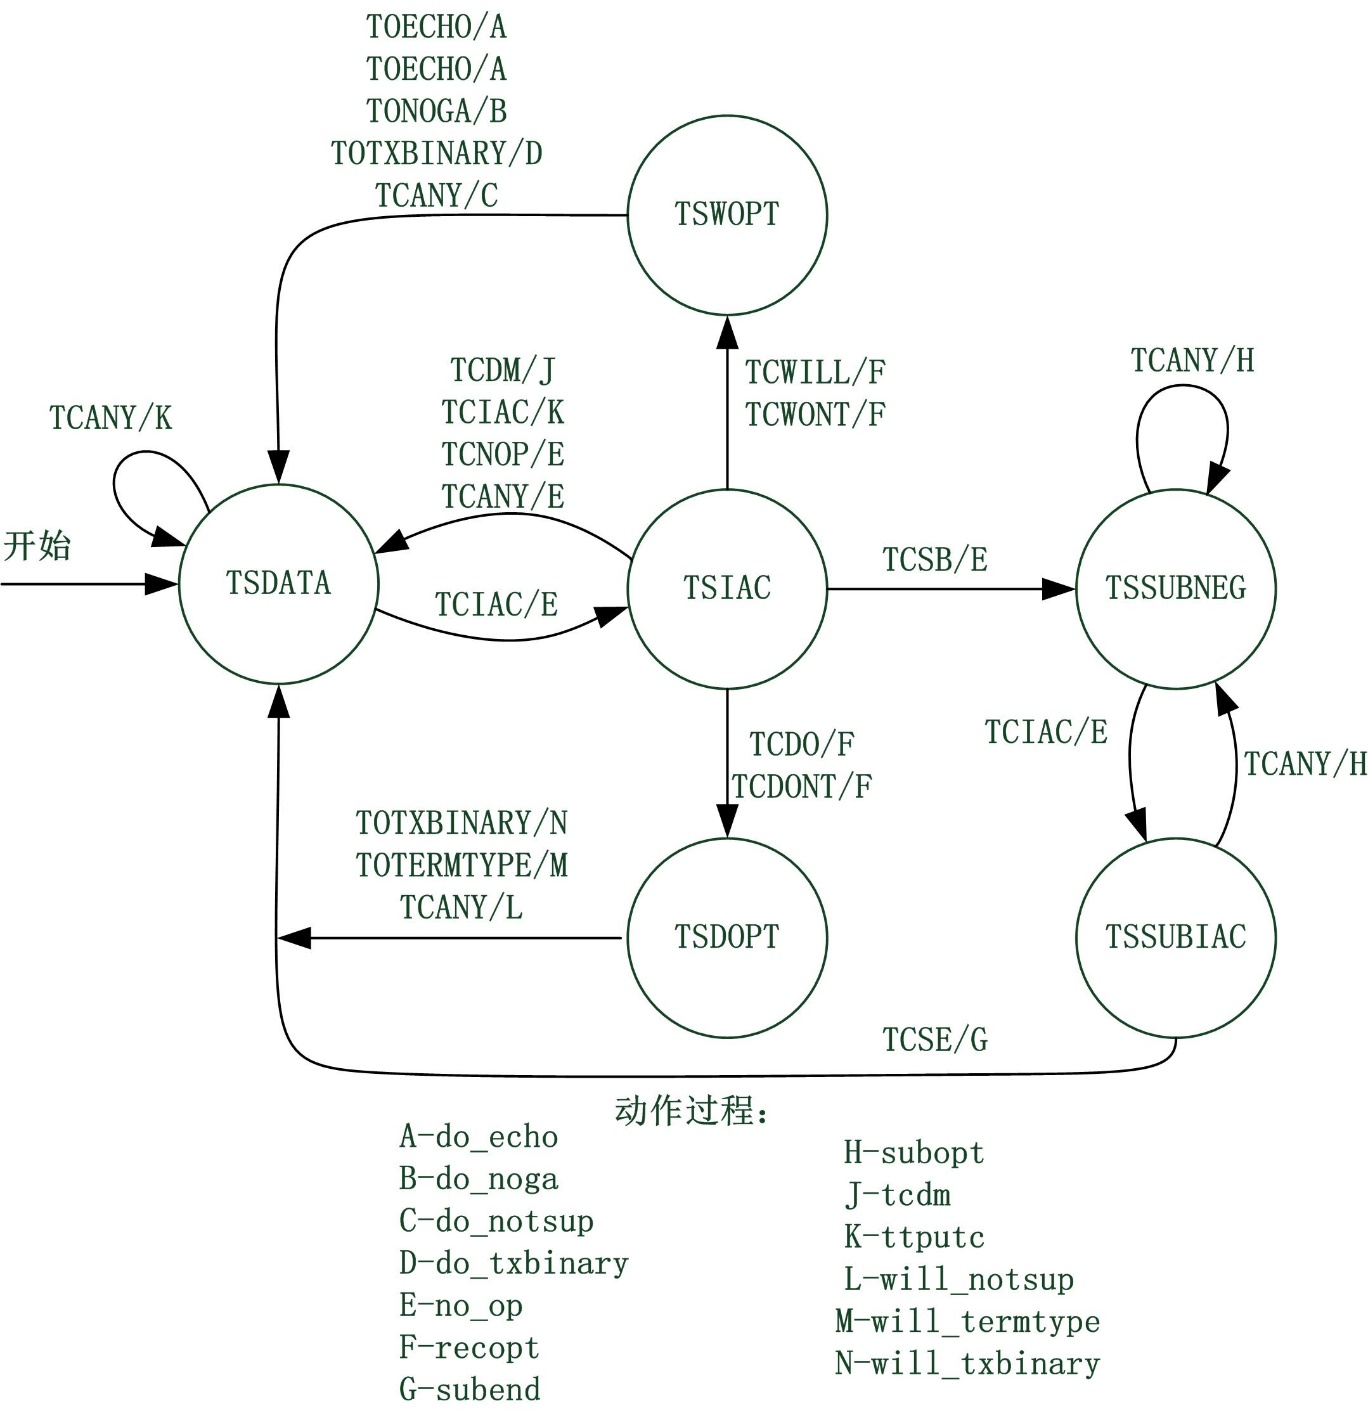 TOECHO/A
TOECHO/A
TONOGA/B
TOTXBINARY/D
TCANY/C
TSWOPT
TCDM/J
TCIAC/K
TCNOP/E
TCANY/E
TCWILL/F
TCWONT/F
TCANY/H
TCANY/K
开始
TSDATA
TCIAC/E
TSIAC
TCSB/E
TSSUBNEG
TCDO/F
TCDONT/F
TCIAC/E
TCANY/H
TOTXBINARY/N
TOTERMTYPE/M
TCANY/L
TSDOPT
TSSUBIAC
TCSE/G
动作过程：
A-do_echo
B-do_noga
C-do_notsup
D-do_txbinary
E-no_op
F-recopt
G-subend
H-subopt
J-tcdm
K-ttputc
L-will_notsup
M-will_termtype
N-will_txbinary